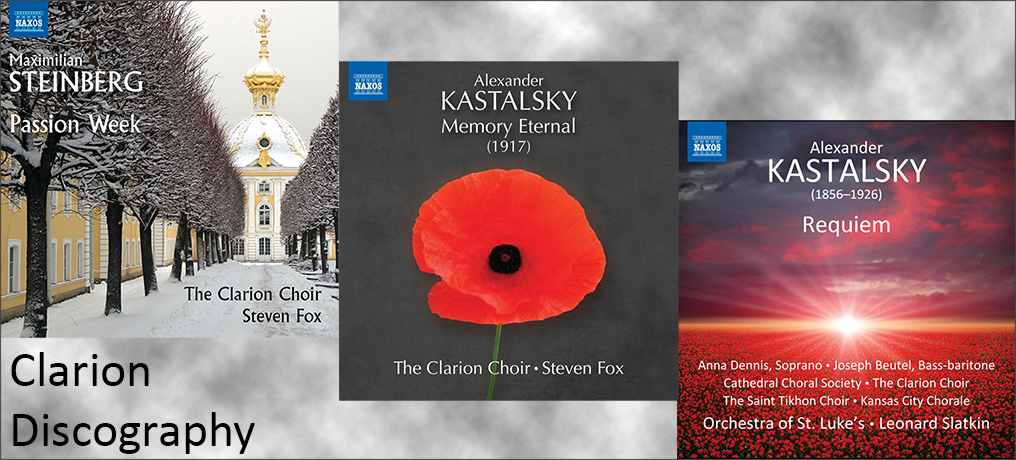 NAXOS
Maximilian
STEINBERG
Passion Week
The Clarion Choir
Steven Fox
NAXOS
Alexander
KASTALSKY
Memory Eternal
(1917)
The Clarion Choir • Steven Fox
NAXOS
Alexander
KASTALSKY
(1856–1926)
Requiem
Anna Dennis, Soprano • Joseph Beutel, Bass-baritone
Cathedral Choral Society • The Clarion Choir
The Saint Tikhon Choir • Kansas City Chorale
Orchestra of St. Luke’s • Leonard Slatkin
Clarion
Discography